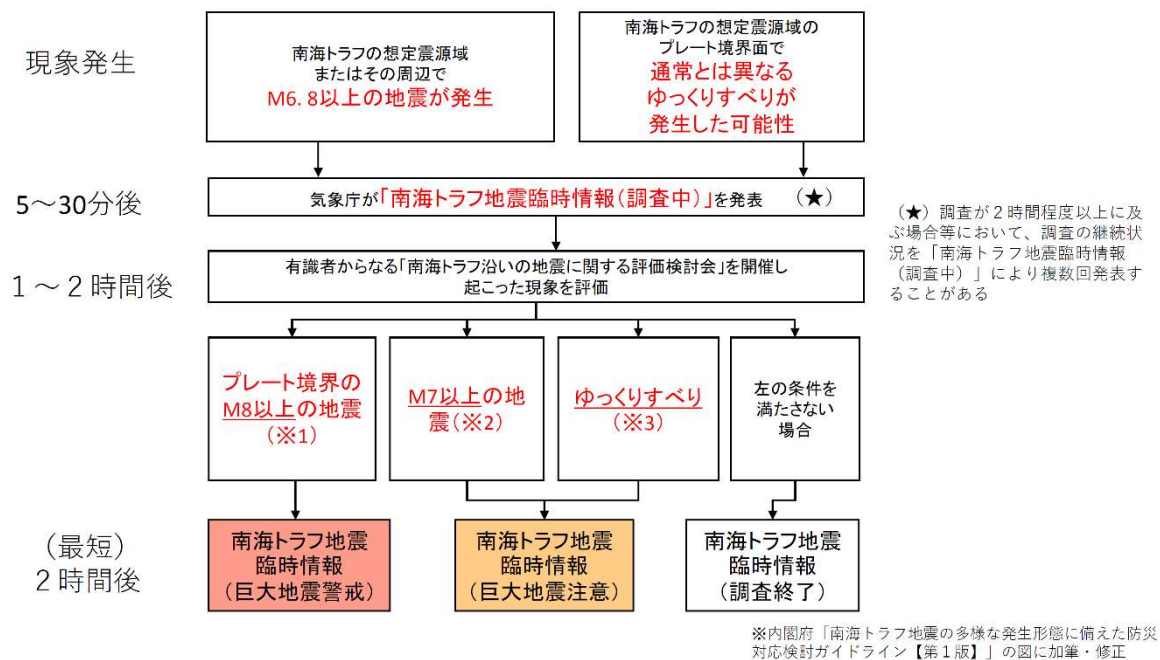 現象発生
南海トラフの想定震源域
またはその周辺で
M6.8以上の地震が発生
南海トラフの想定震源域の
プレート境界面で
通常とは異なる
ゆっくりすべりが
発生した可能性
5～30分後
気象庁が「南海トラフ地震臨時情報(調査中)」を発表　(★)
（★）調査が２時間程度以上に及
ぶ場合等において、調査の継続状
況を「南海トラフ地震臨時情報
（調査中）」により複数回発表す
ることがある
１～２時間後
有識者からなる「南海トラフ沿いの地震に関する評価検討会」を開催し
起こった現象を評価
プレート境界の
M8以上の地震
(※1)
M7以上の地
震(※2)
ゆっくりすべり
(※3)
左の条件を
満たさない
場合
（最短）
２時間後
南海トラフ地震
臨時情報
(巨大地震警戒)
南海トラフ地震
臨時情報
(巨大地震注意)
南海トラフ地震
臨時情報
(調査終了)
※内閣府「南海トラフ地震の多様な発生形態に備えた防災
対応検討ガイドライン【第１版】」の図に加筆・修正